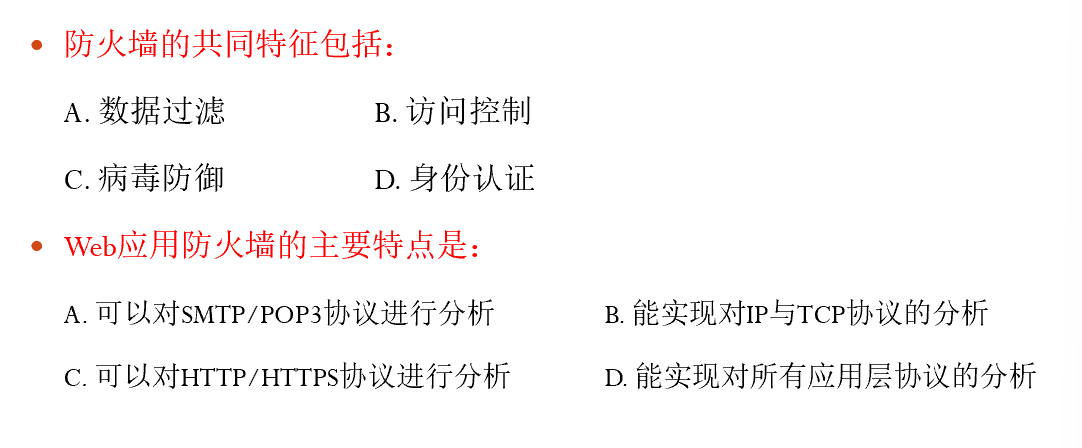 • 防火墙的共同特征包括：
A. 数据过滤 B. 访问控制
C. 病毒防御 D. 身份认证
• Web应用防火墙的主要特点是：
A. 可以对SMTP/POP3协议进行分析 B. 能实现对IP与TCP协议的分析
C. 可以对HTTP/HTTPS协议进行分析 D. 能实现对所有应用层协议的分析